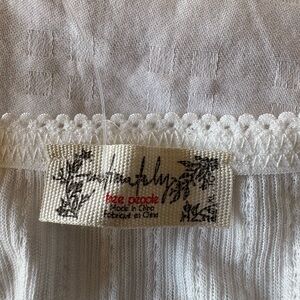 Intimately
free people
Made in China
Fabriqué en Chine